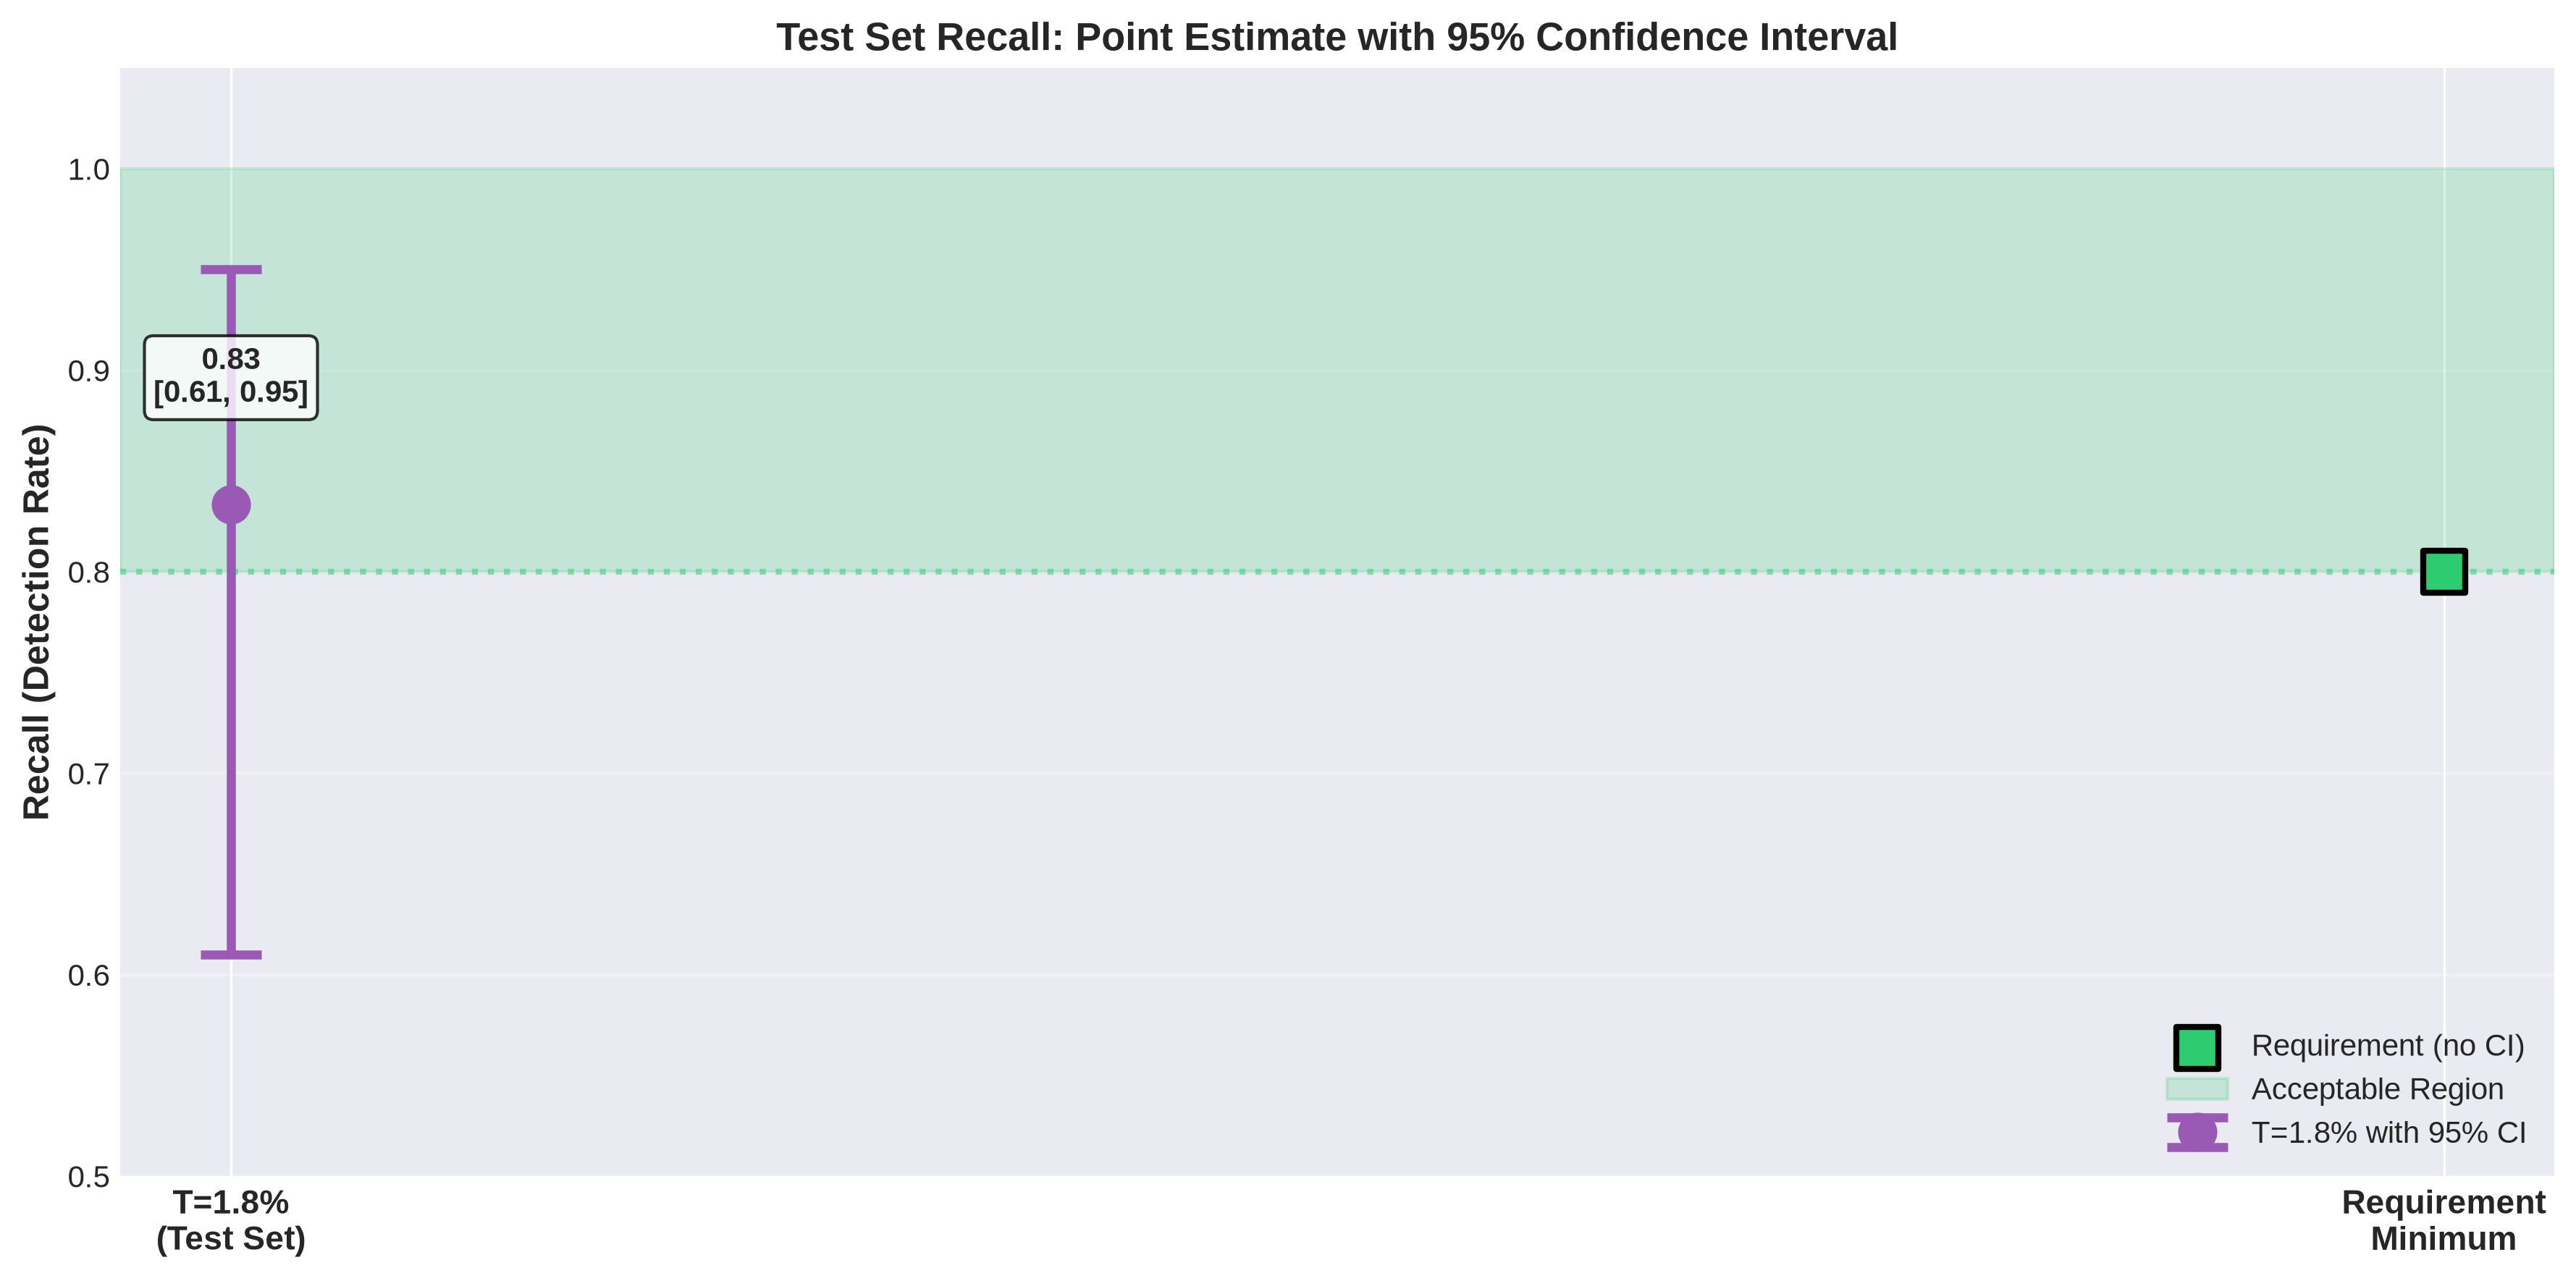 Test Set Recall: Point Estimate with 95% Confidence Interval
Recall (Detection Rate)
1.0
0.9
0.8
0.7
0.6
0.5
0.83
[0.61, 0.95]
Requirement (no CI)
Acceptable Region
T=1.8% with 95% CI
T=1.8%
(Test Set)
Requirement
Minimum